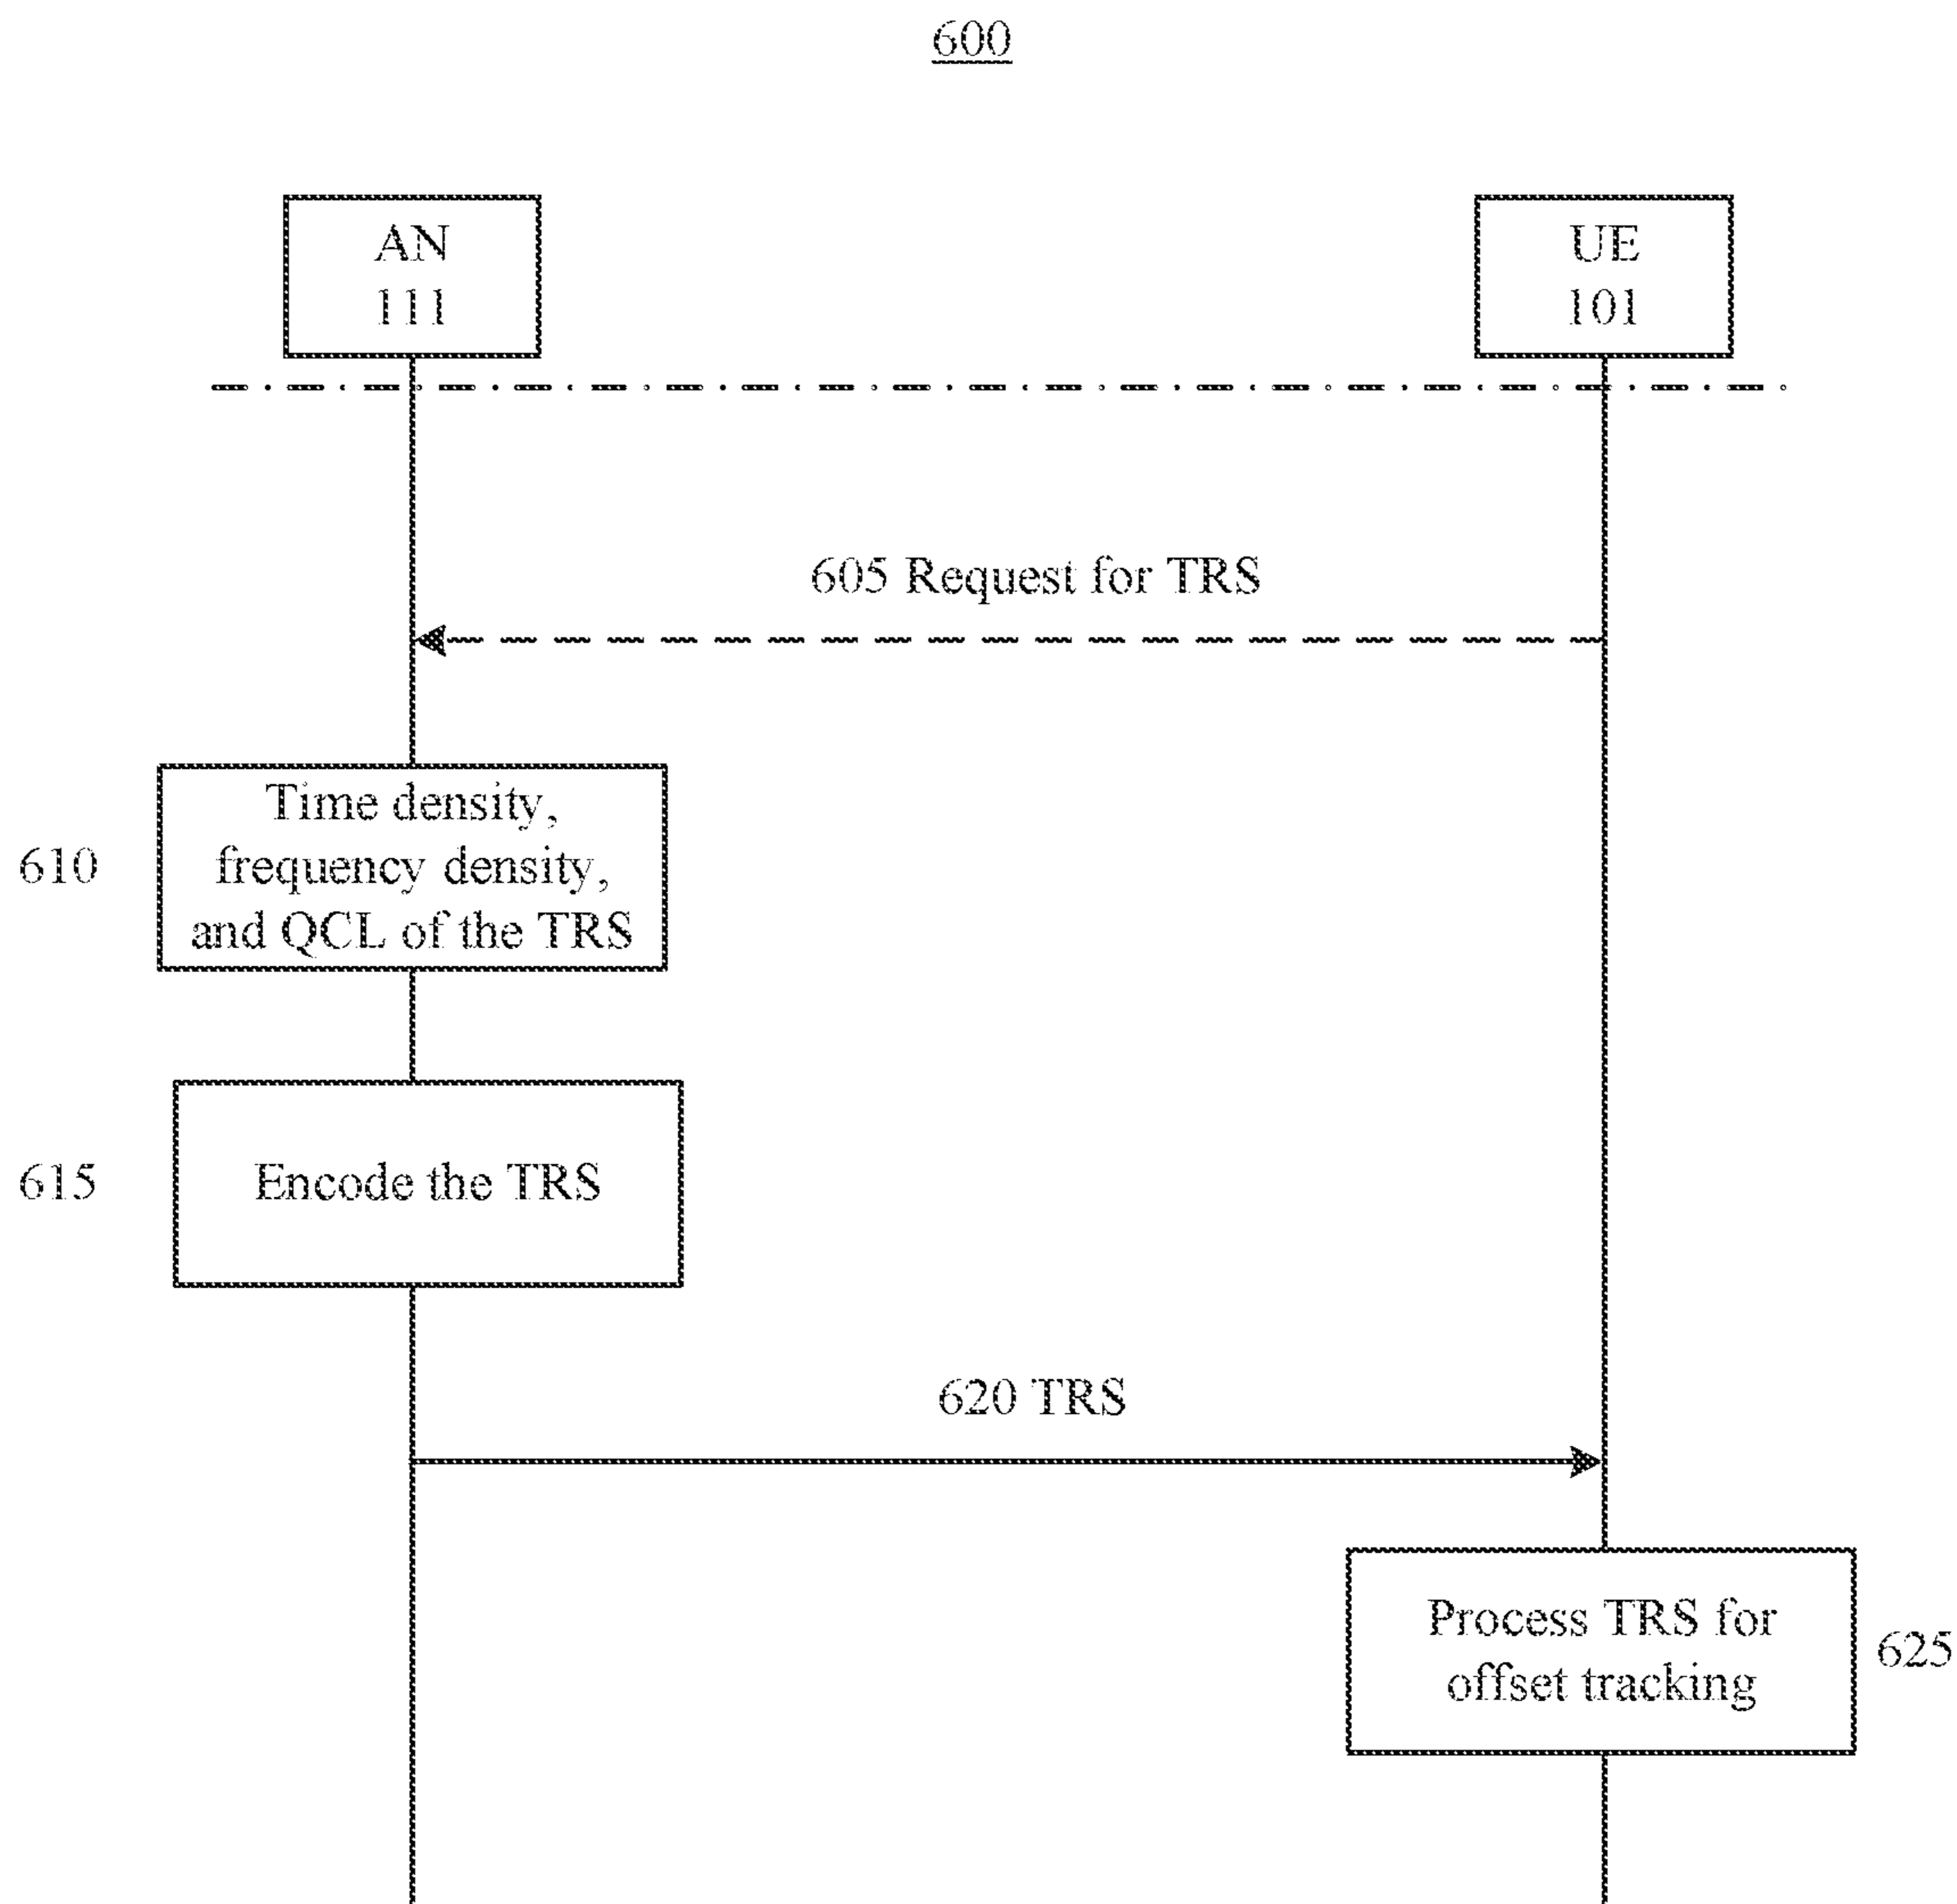 600
AN
111
UE
101
605 Request for TRS
610
Time density,
frequency density,
and QCL of the TRS
615
Encode the TRS
620 TRS
Process TRS for
offset tracking
625